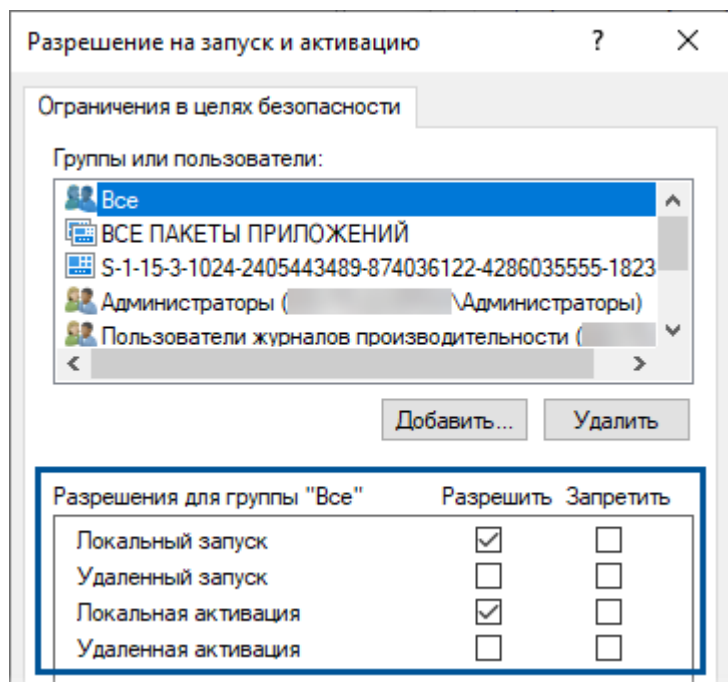 Разрешение на запуск и активацию ?
Ограничения в целях безопасности
Группы или пользователи:
Все
ВСЕ ПАКЕТЫ ПРИЛОЖЕНИЙ
S-1-15-3-1024-2405443489-874036122-4286035555-1823
Администраторы ( \Администраторы)
Пользователи журналов производительности (
Добавить... Удалить
Разрешения для группы "Все" Разрешить Запретить
Локальный запуск
Удаленный запуск
Локальная активация
Удаленная активация